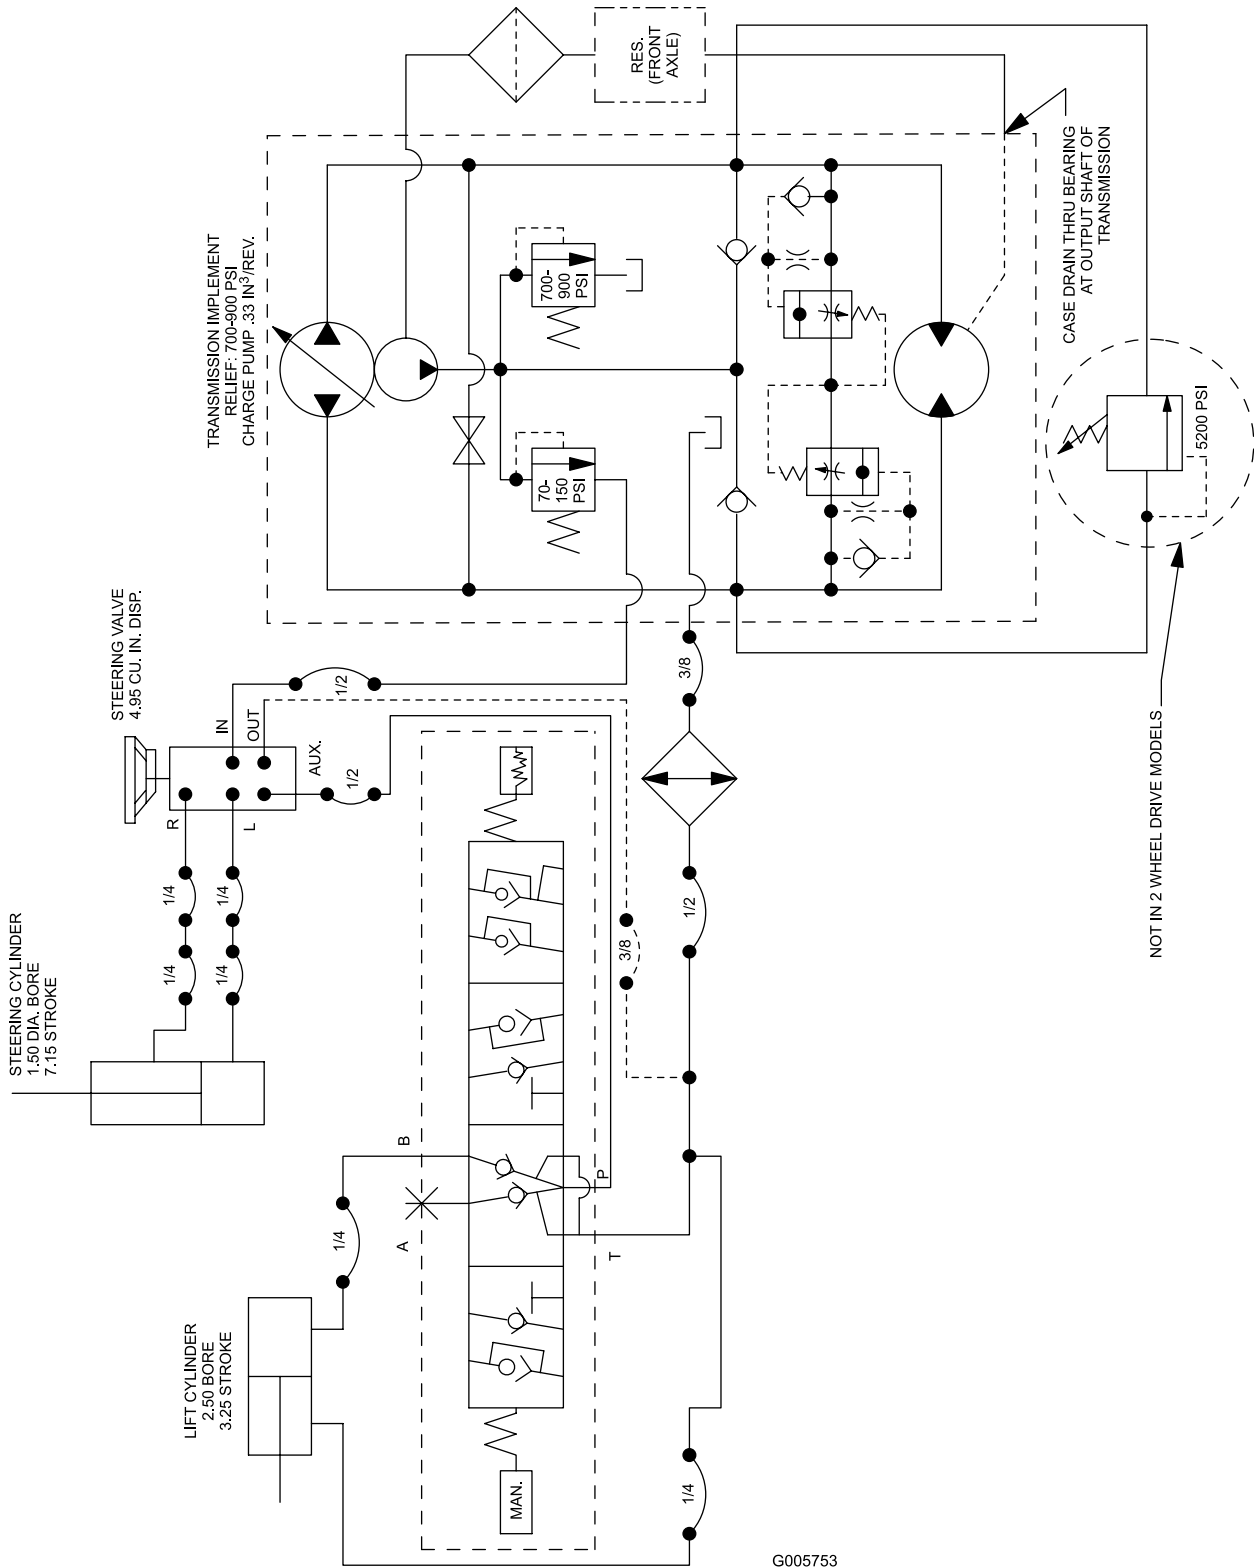 STEERING CYLINDER
1.50 DIA. BORE
7.15 STROKE
STEERING VALVE
4.95 CU. IN. DISP.
TRANSMISSION IMPLEMENT
RELIEF: 700-900 PSI
CHARGE PUMP .33 IN³/REV.
RES.
(FRONT
AXLE)
LIFT CYLINDER
2.50 BORE
3.25 STROKE
1/4
1/4
1/4
1/4
R
L
IN
OUT
AUX.
1/2
1/2
70-
150
PSI
700-
900
PSI
1/4
A
B
MAN.
T
P
3/8
3/8
1/2
1/4
CASE DRAIN THRU BEARING
AT OUTPUT SHAFT OF
TRANSMISSION
5200 PSI
NOT IN 2 WHEEL DRIVE MODELS
G005753